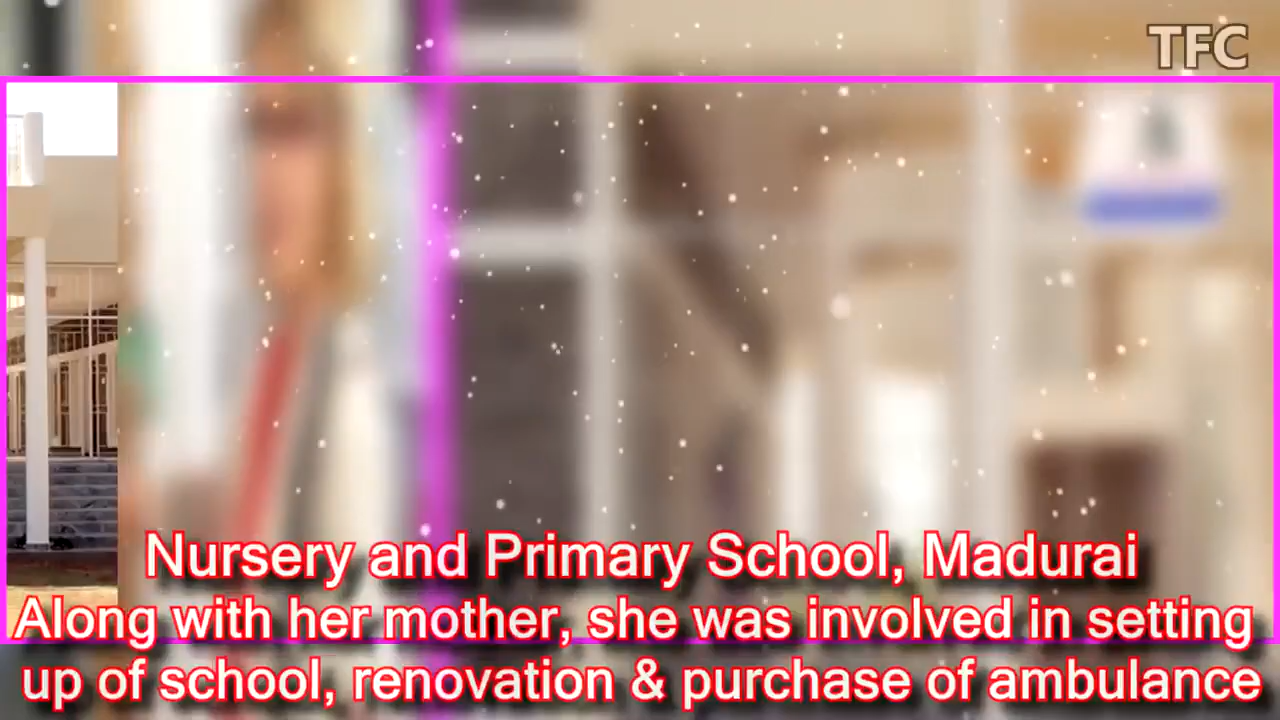 TFC
Nursery and Primary School, Madurai
Along with her mother, she was involved in setting
up of school, renovation & purchase of ambulance